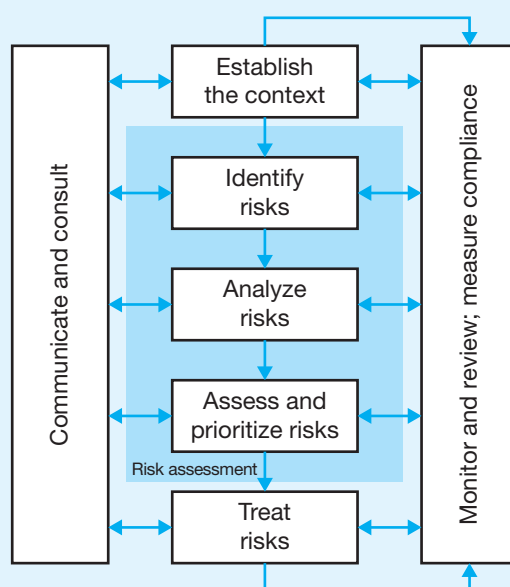 Establish
the context
Communicate and consult
Monitor and review; measure compliance
Identify
risks
Analyze
risks
Assess and
prioritize risks
Risk assessment
Treat
risks